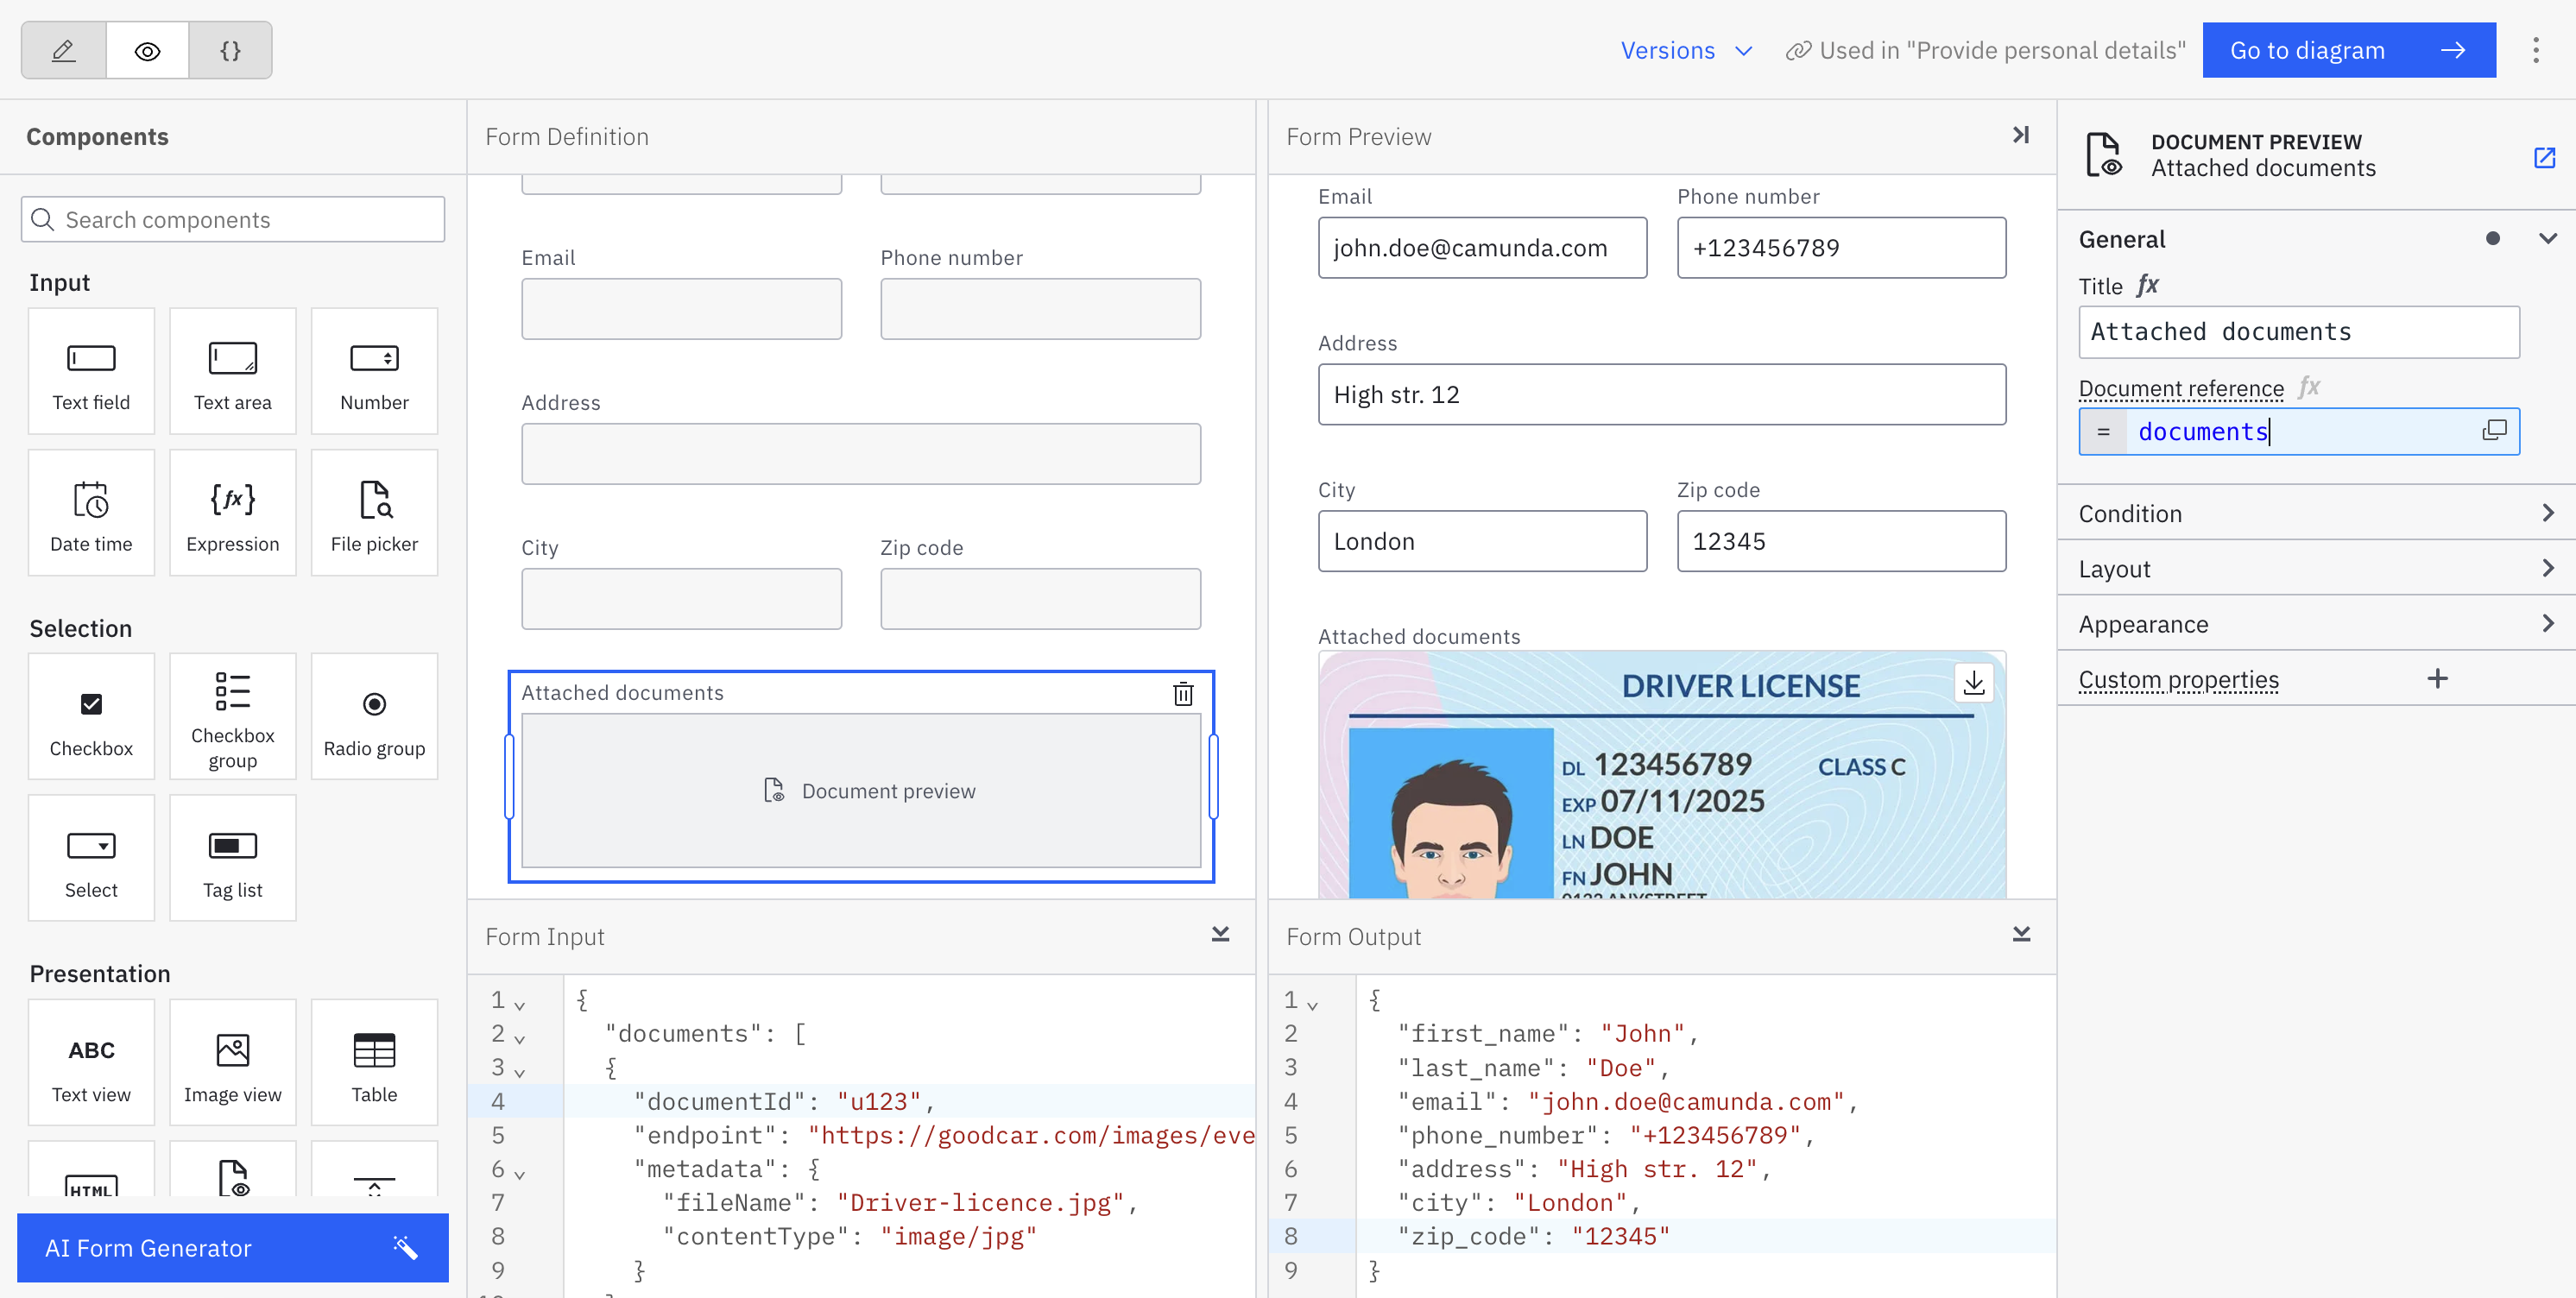 {}
Versions
Used in "Provide personal details"
Go to diagram
Components
Search components
Input
Text field
Text area
Number
Date time
{fx}
Expression
File picker
Selection
Checkbox
Checkbox group
Radio group
Select
Tag list
Presentation
ABC
Text view
Image view
Table
HTML
AI Form Generator
Form Definition
Email
Phone number
Address
City
Zip code
Attached documents
Document preview
Form Input
1 {
2 "documents": [
3 {
4 "documentId": "u123",
5 "endpoint": "https://goodcar.com/images/eve
6 "metadata": {
7 "fileName": "Driver-licence.jpg",
8 "contentType": "image/jpg"
9 }
Form Preview
Email
john.doe@camunda.com
Phone number
+123456789
Address
High str. 12
City
London
Zip code
12345
Attached documents
DRIVER LICENSE
DL 123456789
CLASS C
EXP 07/11/2025
LN DOE
FN JOHN
Form Output
1 {
2 "first_name": "John",
3 "last_name": "Doe",
4 "email": "john.doe@camunda.com",
5 "phone_number": "+123456789",
6 "address": "High str. 12",
7 "city": "London",
8 "zip_code": "12345"
9 }
DOCUMENT PREVIEW
Attached documents
General
Title fx
Attached documents
Document reference fx
= documents
Condition
Layout
Appearance
Custom properties